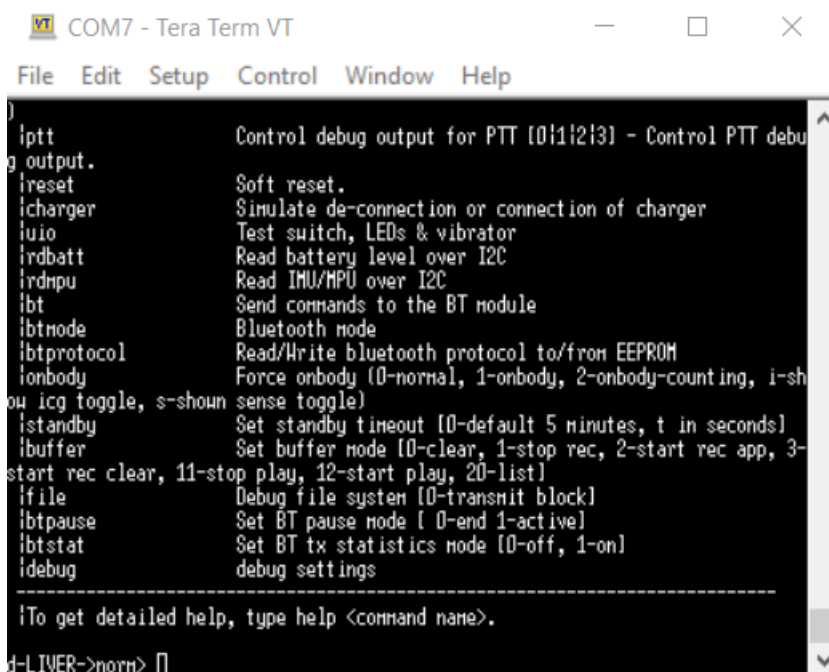 COM7 - Tera Term VT
File Edit Setup Control Window Help
)
¦ptt Control debug output for PTT [0¦1¦2¦3] - Control PTT debu
g output.
¦reset Soft reset.
¦charger Simulate de-connection or connection of charger
¦uio Test switch, LEDs & vibrator
¦rdbatt Read battery level over I2C
¦rdmpu Read IMU/MPU over I2C
¦bt Send commands to the BT module
¦btmode Bluetooth mode
¦btprotocol Read/Write bluetooth protocol to/from EEPROM
¦onbody Force onbody (0-normal, 1-onbody, 2-onbody-counting, i-sh
ow icg toggle, s-shown sense toggle)
¦standby Set standby timeout [0-default 5 minutes, t in seconds]
¦buffer Set buffer mode [0-clear, 1-stop rec, 2-start rec app, 3-
start rec clear, 11-stop play, 12-start play, 20-list]
¦file Debug file system [0-transmit block]
¦btpause Set BT pause mode [ 0-end 1-active]
¦btstat Set BT tx statistics mode [0-off, 1-on]
¦debug debug settings
----------------------------------------------------------------------------
¦To get detailed help, type help <command name>.
d-LIVER->norm>